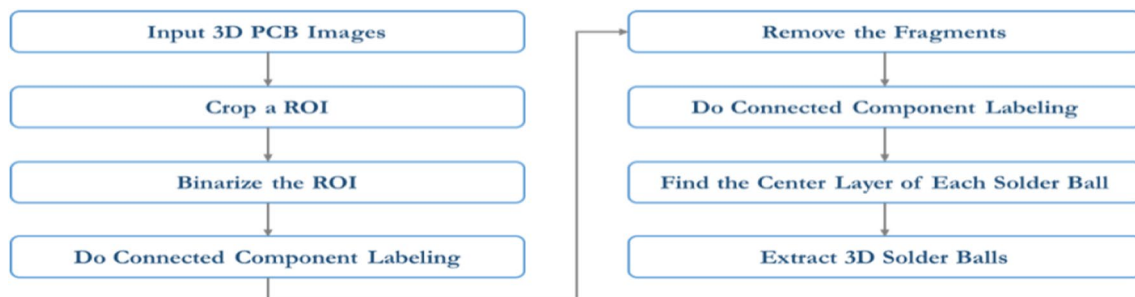 Input 3D PCB Images
Crop a ROI
Binarize the ROI
Do Connected Component Labeling
Remove the Fragments
Do Connected Component Labeling
Find the Center Layer of Each Solder Ball
Extract 3D Solder Balls